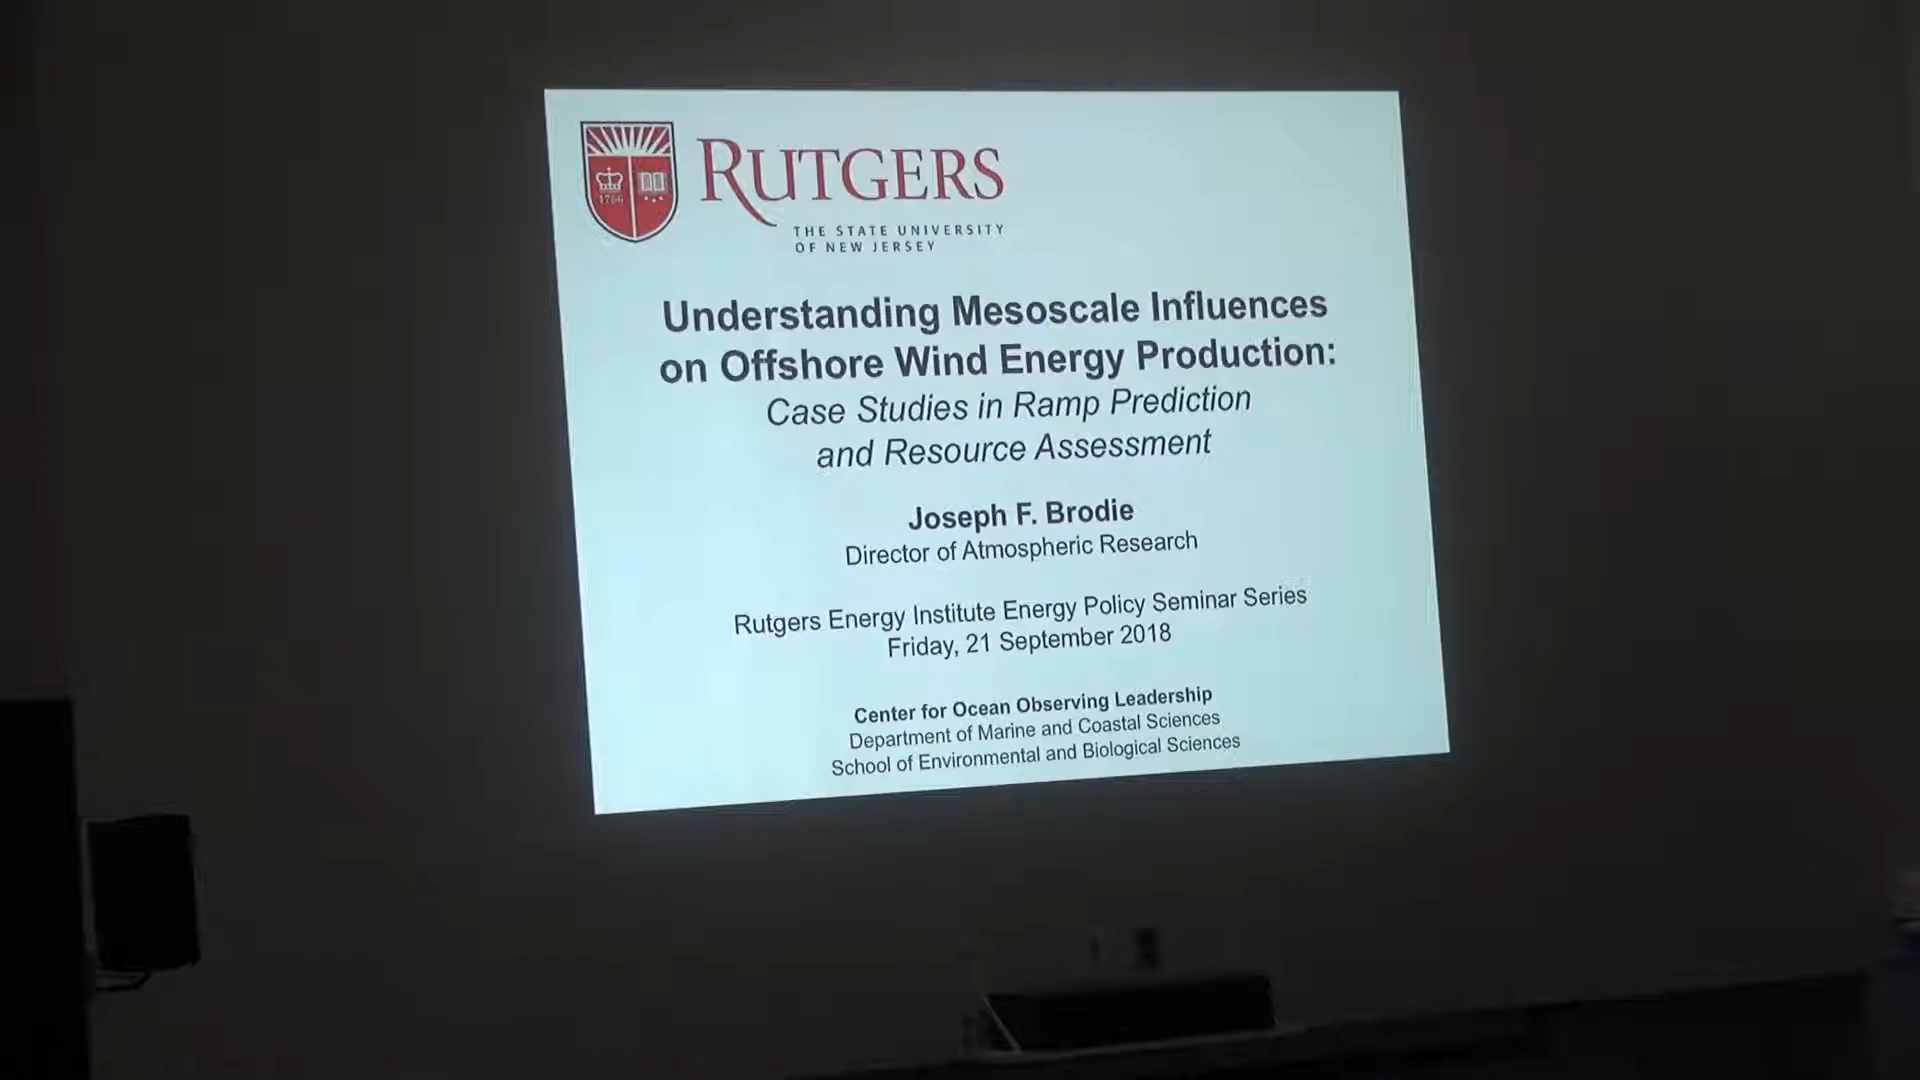 1766
RUTGERS
THE STATE UNIVERSITY
OF NEW JERSEY
Understanding Mesoscale Influences
on Offshore Wind Energy Production:
Case Studies in Ramp Prediction
and Resource Assessment
Joseph F. Brodie
Director of Atmospheric Research
Rutgers Energy Institute Energy Policy Seminar Series
Friday, 21 September 2018
Center for Ocean Observing Leadership
Department of Marine and Coastal Sciences
School of Environmental and Biological Sciences